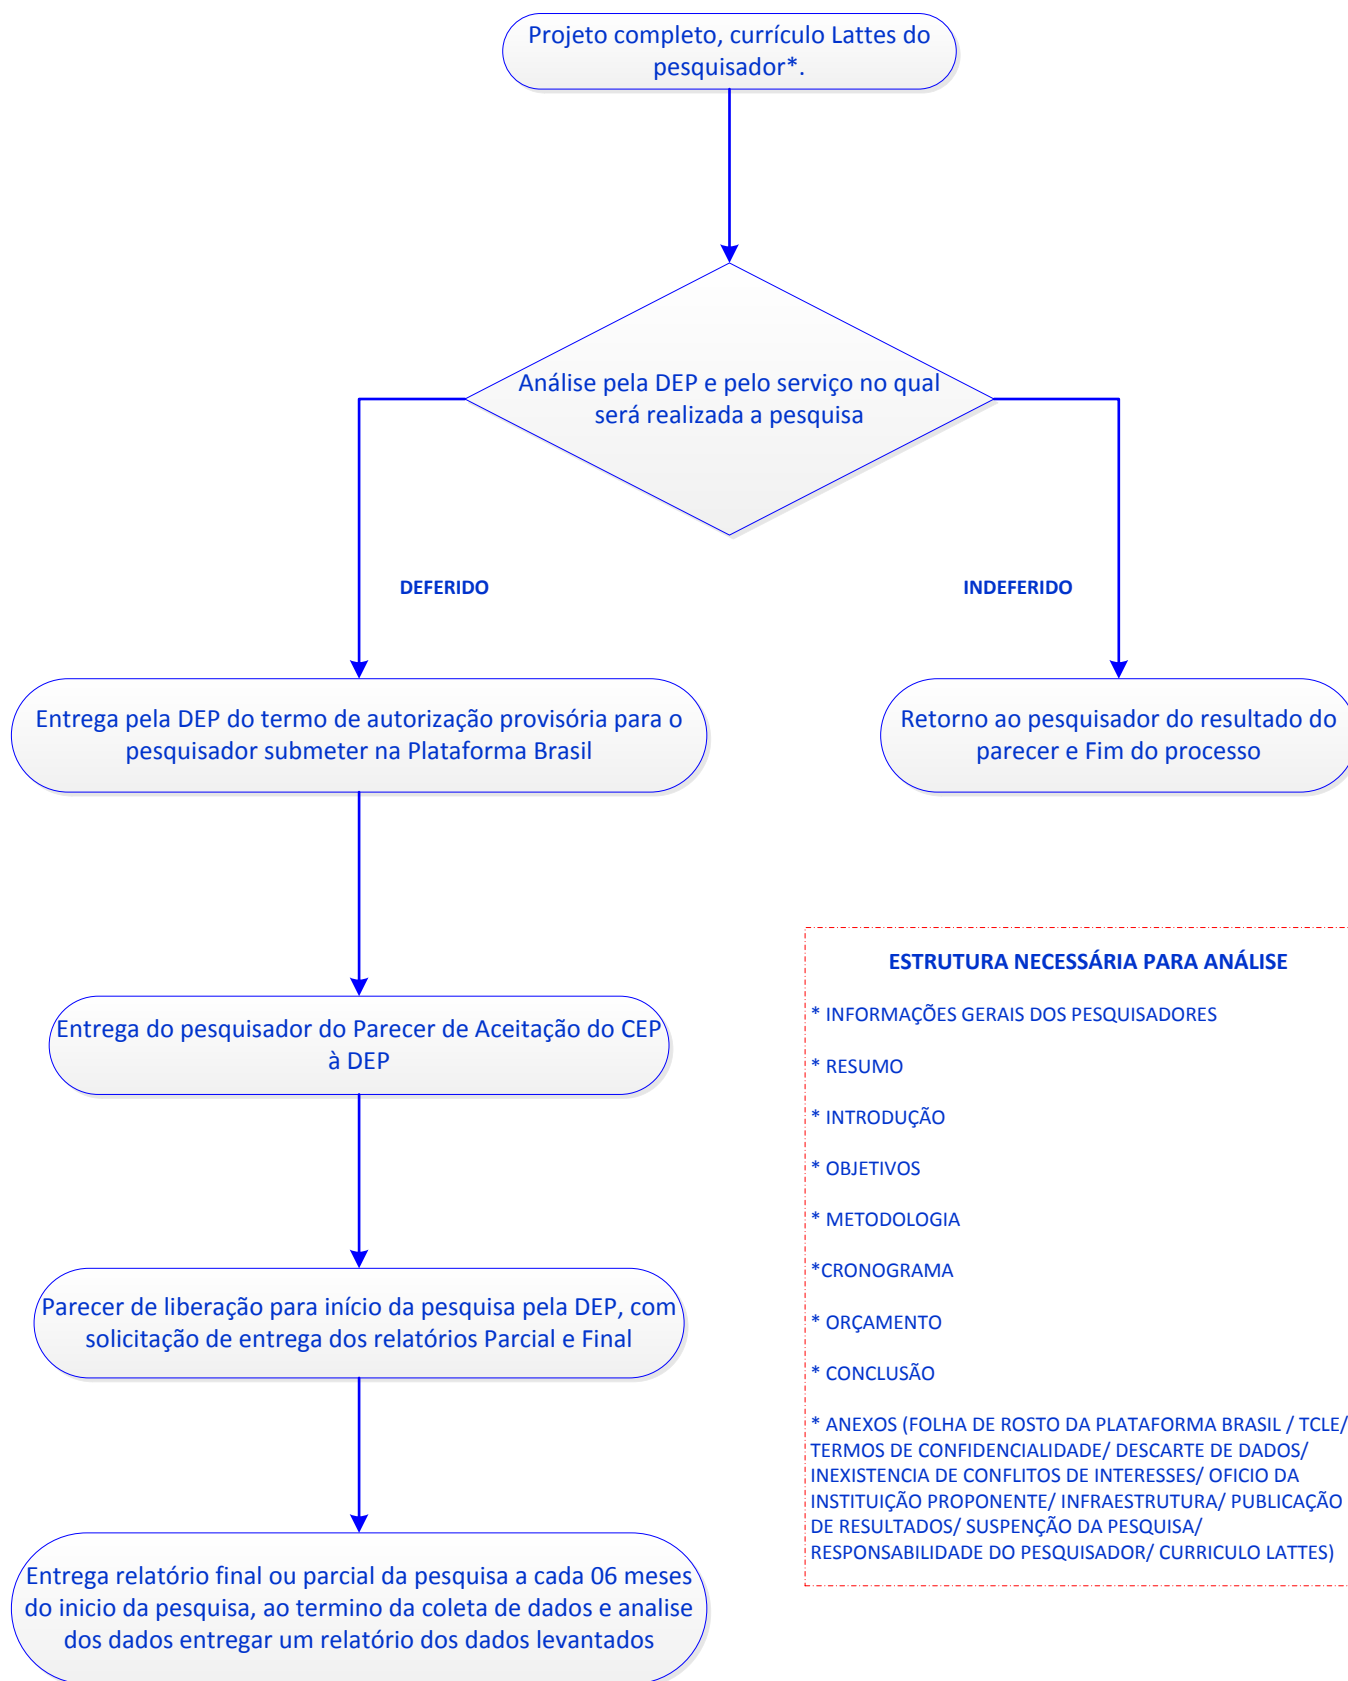 Projeto completo, currículo Lattes do
pesquisador*.
Análise pela DEP e pelo serviço no qual
será realizada a pesquisa
DEFERIDO
INDEFERIDO
Entrega pela DEP do termo de autorização provisória para o
pesquisador submeter na Plataforma Brasil
Retorno ao pesquisador do resultado do
parecer e Fim do processo
Entrega do pesquisador do Parecer de Aceitação do CEP
à DEP
Parecer de liberação para início da pesquisa pela DEP, com
solicitação de entrega dos relatórios Parcial e Final
Entrega relatório final ou parcial da pesquisa a cada 06 meses
do inicio da pesquisa, ao termino da coleta de dados e analise
dos dados entregar um relatório dos dados levantados
ESTRUTURA NECESSÁRIA PARA ANÁLISE
* INFORMAÇÕES GERAIS DOS PESQUISADORES
* RESUMO
* INTRODUÇÃO
* OBJETIVOS
* METODOLOGIA
*CRONOGRAMA
* ORÇAMENTO
* CONCLUSÃO
* ANEXOS (FOLHA DE ROSTO DA PLATAFORMA BRASIL / TCLE/
TERMOS DE CONFIDENCIALIDADE/ DESCARTE DE DADOS/
INEXISTENCIA DE CONFLITOS DE INTERESSES/ OFICIO DA
INSTITUIÇÃO PROPONENTE/ INFRAESTRUTURA/ PUBLICAÇÃO
DE RESULTADOS/ SUSPENÇÃO DA PESQUISA/
RESPONSABILIDADE DO PESQUISADOR/ CURRICULO LATTES)